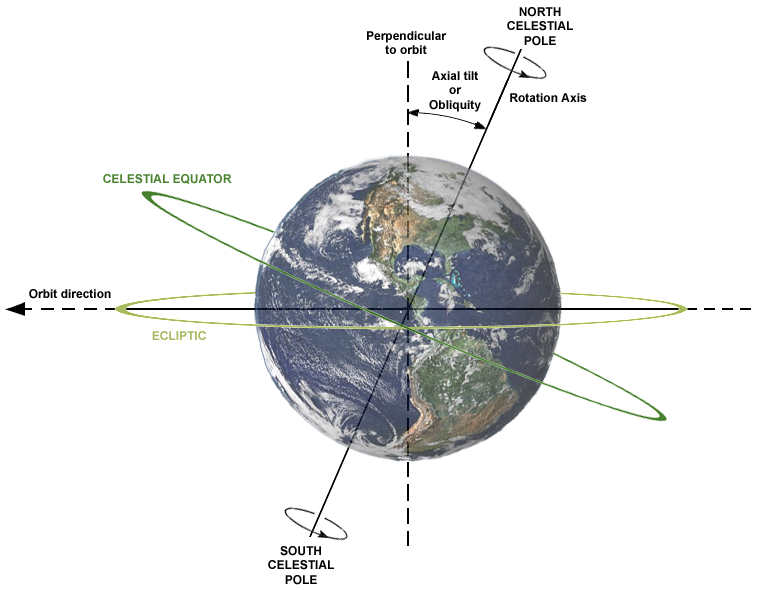 NORTH
CELESTIAL
POLE
Perpendicular
to orbit
Axial tilt
or
Obliquity
Rotation Axis
CELESTIAL EQUATOR
Orbit direction
ECLIPTIC
SOUTH
CELESTIAL
POLE